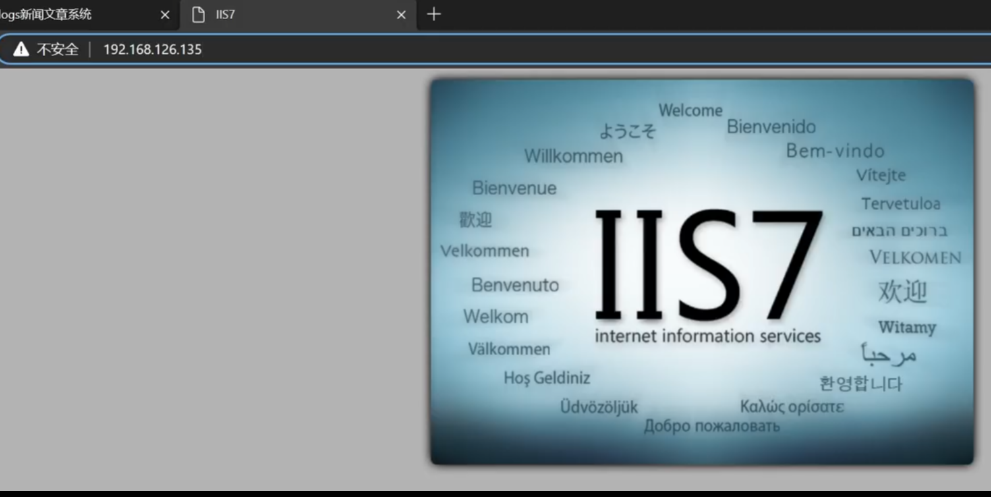 logs新闻文章系统
IIS7
不安全 192.168.126.135
Welcome
ようこそ
Bienvenido
Willkommen
Bem-vindo
Bienvenue
Vítejte
歡迎
Tervetuloa
ברוכים הבאים
Velkommen
VELKOMEN
Benvenuto
欢迎
Welkom
Witamy
Välkommen
مرحباً
Hoş Geldiniz
환영합니다
Üdvözöljük
Καλώς ορίσατε
Добро пожаловать
IIS7
internet information services